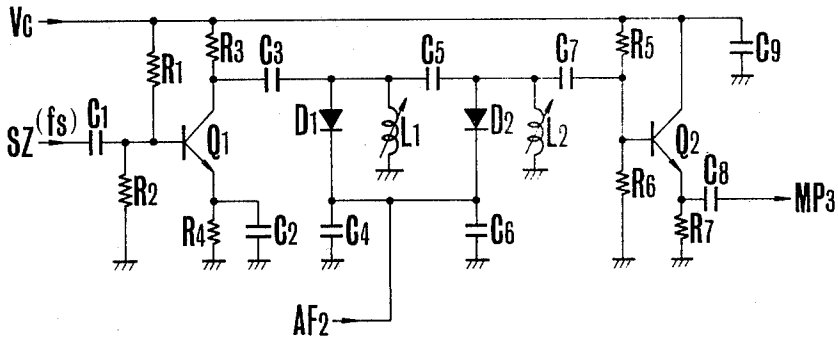 Vc
R1
R3
C3
C5
C7
R5
C9
SZ (fs) C1
Q1
D1
L1
D2
L2
Q2
R2
R4
C2
C4
C6
R6
C8
R7
MP3
AF2